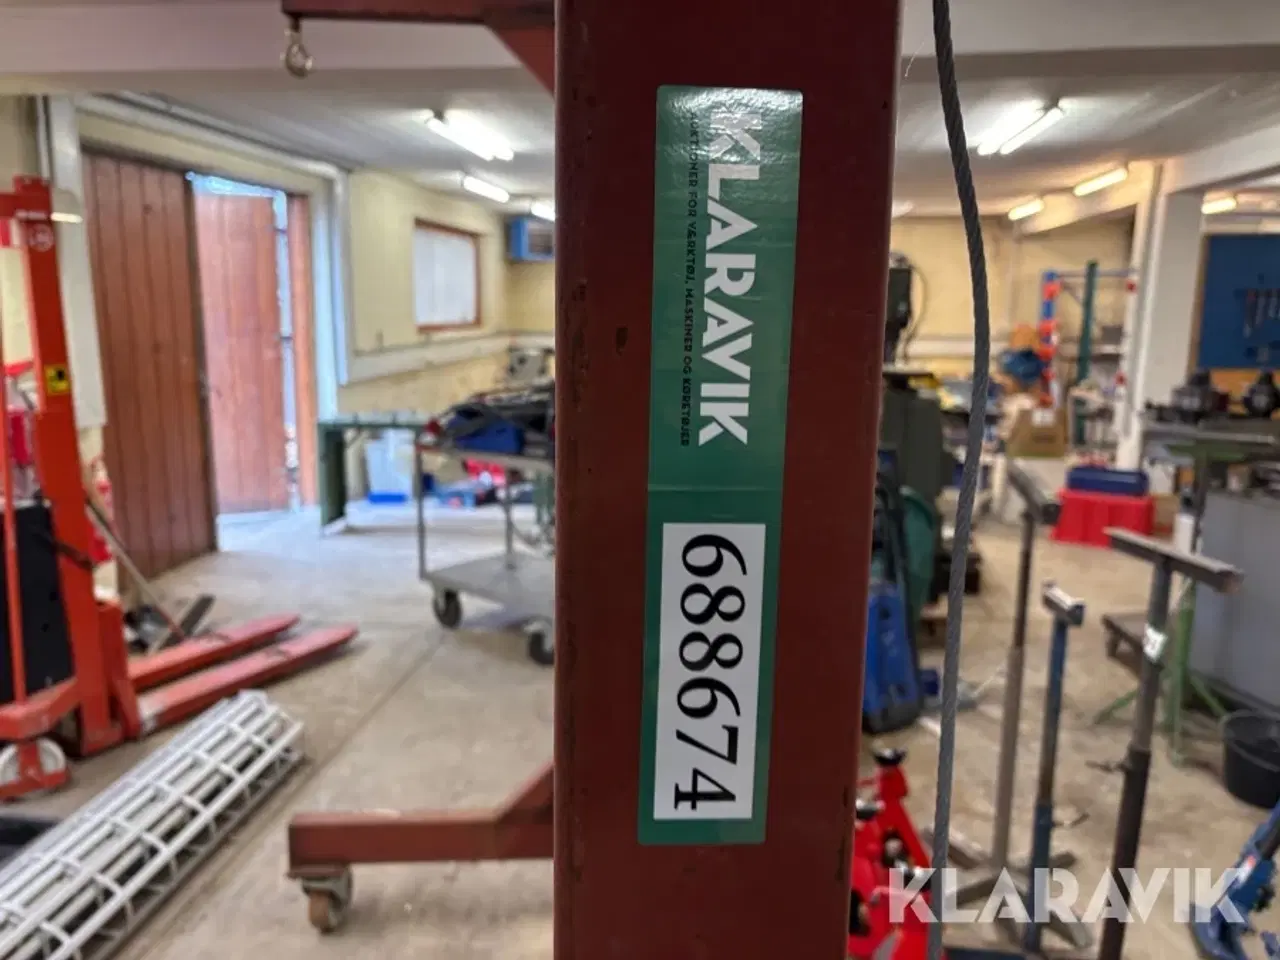 KLARAVIK
AUKTIONER FOR VÆRKTØJ, MASKINER OG KØRETØJER
688674
KLARAVIK